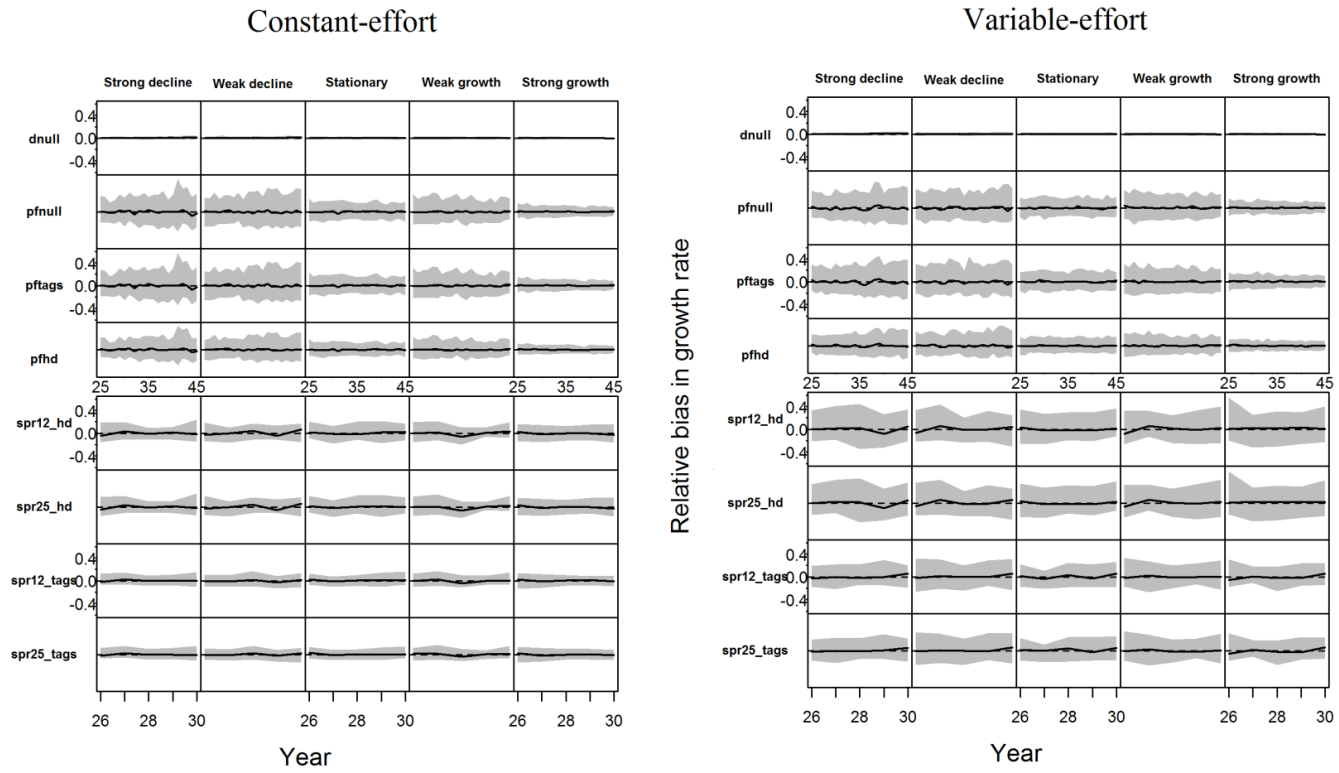 Constant-effort
Strong decline Weak decline Stationary Weak growth Strong growth
0.4
dnull 0.0
-0.4
pfnull
0.4
pftags 0.0
-0.4
pfhd
25 35 45
0.4
spr12_hd 0.0
-0.4
spr25_hd
0.4
spr12_tags 0.0
-0.4
spr25_tags
26 28 30 26 28 30 26 28 30
Year
Variable-effort
Relative bias in growth rate
Strong decline Weak decline Stationary Weak growth Strong growth
0.4
dnull 0.0
-0.4
pfnull
0.4
pftags 0.0
-0.4
pfhd
25 35 45 25 35 45 25 35 45
0.4
spr12_hd 0.0
-0.4
spr25_hd
0.4
spr12_tags 0.0
-0.4
spr25_tags
26 28 30 26 28 30 26 28 30
Year